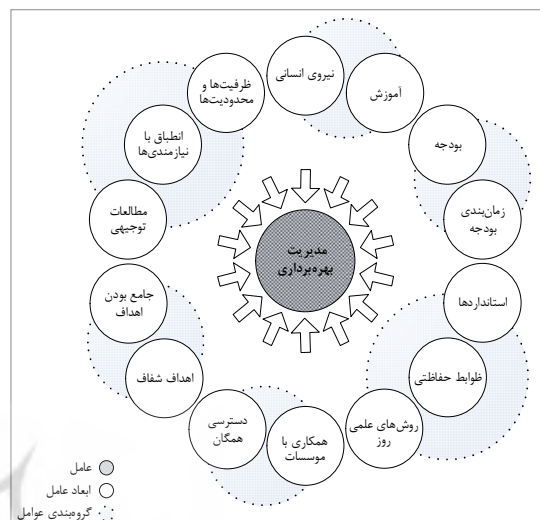 نیروی انسانی
آموزش
بودجه
زمان‌بندی
بودجه
استانداردها
ظوابط حفاظتی
روش‌های علمی
روز
همکاری با
موسسات
دسترسی
همگان
اهداف شفاف
جامع بودن
اهداف
مطالعات
توجیهی
انطباق با
نیازمندی‌ها
ظرفیت‌ها و
محدودیت‌ها
مدیریت
بهره‌برداری
عامل
ابعاد عامل
گروه‌بندی عوامل